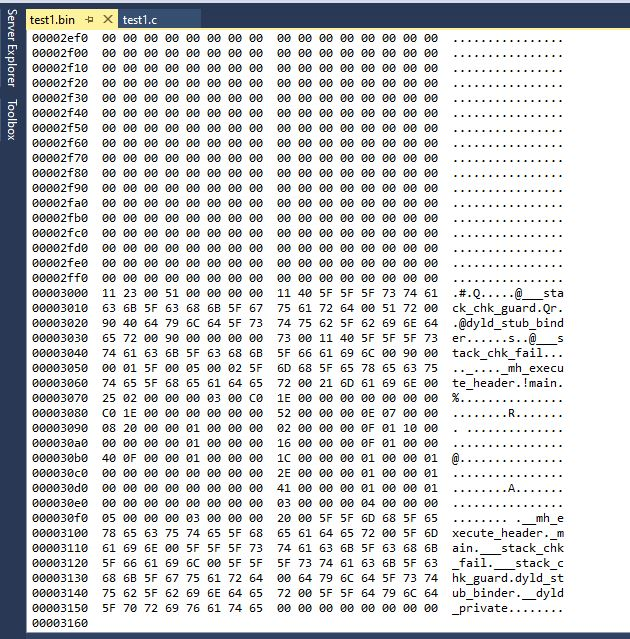 Server Explorer
Toolbox
test1.bin
test1.c
00002ef0 00 00 00 00 00 00 00 00 00 00 00 00 00 00 00 00 ................
00002f00 00 00 00 00 00 00 00 00 00 00 00 00 00 00 00 00 ................
00002f10 00 00 00 00 00 00 00 00 00 00 00 00 00 00 00 00 ................
00002f20 00 00 00 00 00 00 00 00 00 00 00 00 00 00 00 00 ................
00002f30 00 00 00 00 00 00 00 00 00 00 00 00 00 00 00 00 ................
00002f40 00 00 00 00 00 00 00 00 00 00 00 00 00 00 00 00 ................
00002f50 00 00 00 00 00 00 00 00 00 00 00 00 00 00 00 00 ................
00002f60 00 00 00 00 00 00 00 00 00 00 00 00 00 00 00 00 ................
00002f70 00 00 00 00 00 00 00 00 00 00 00 00 00 00 00 00 ................
00002f80 00 00 00 00 00 00 00 00 00 00 00 00 00 00 00 00 ................
00002f90 00 00 00 00 00 00 00 00 00 00 00 00 00 00 00 00 ................
00002fa0 00 00 00 00 00 00 00 00 00 00 00 00 00 00 00 00 ................
00002fb0 00 00 00 00 00 00 00 00 00 00 00 00 00 00 00 00 ................
00002fc0 00 00 00 00 00 00 00 00 00 00 00 00 00 00 00 00 ................
00002fd0 00 00 00 00 00 00 00 00 00 00 00 00 00 00 00 00 ................
00002fe0 00 00 00 00 00 00 00 00 00 00 00 00 00 00 00 00 ................
00002ff0 00 00 00 00 00 00 00 00 00 00 00 00 00 00 00 00 ................
00003000 11 23 00 51 00 00 00 00 11 40 5F 5F 5F 73 74 61 .#.Q.....@___sta
00003010 63 6B 5F 63 68 6B 5F 67 75 61 72 64 00 51 72 00 ck_chk_guard.Qr.
00003020 90 40 64 79 6C 64 5F 73 74 75 62 5F 62 69 6E 64 .@dyld_stub_bind
00003030 65 72 00 90 00 00 00 00 73 00 11 40 5F 5F 5F 73 er......s..@___s
00003040 74 61 63 6B 5F 63 68 6B 5F 66 61 69 6C 00 90 00 tack_chk_fail...
00003050 00 01 5F 00 05 00 02 5F 6D 68 5F 65 78 65 63 75 .._...._mh_execu
00003060 74 65 5F 68 65 61 64 65 72 00 21 6D 61 69 6E 00 te_header.!main.
00003070 25 02 00 00 00 03 00 C0 1E 00 00 00 00 00 00 00 %...............
00003080 C0 1E 00 00 00 00 00 00 52 00 00 00 0E 07 00 00 ........R.......
00003090 08 20 00 00 01 00 00 00 02 00 00 00 0F 01 10 00 . ..............
000030a0 00 00 00 00 01 00 00 00 16 00 00 00 0F 01 00 00 ................
000030b0 40 0F 00 00 01 00 00 00 1C 00 00 00 01 00 00 01 @...............
000030c0 00 00 00 00 00 00 00 00 2E 00 00 00 01 00 00 01 ................
000030d0 00 00 00 00 00 00 00 00 41 00 00 00 01 00 00 01 ........A.......
000030e0 00 00 00 00 00 00 00 00 03 00 00 00 04 00 00 00 ................
000030f0 05 00 00 00 03 00 00 00 20 00 5F 5F 6D 68 5F 65 ........ .__mh_e
00003100 78 65 63 75 74 65 5F 68 65 61 64 65 72 00 5F 6D xecute_header._m
00003110 61 69 6E 00 5F 5F 5F 73 74 61 63 6B 5F 63 68 6B ain.___stack_chk
00003120 5F 66 61 69 6C 00 5F 5F 5F 73 74 61 63 6B 5F 63 _fail.___stack_c
00003130 68 6B 5F 67 75 61 72 64 00 64 79 6C 64 5F 73 74 hk_guard.dyld_st
00003140 75 62 5F 62 69 6E 64 65 72 00 5F 5F 64 79 6C 64 ub_binder.__dyld
00003150 5F 70 72 69 76 61 74 65 00 00 00 00 00 00 00 00 _private........
00003160